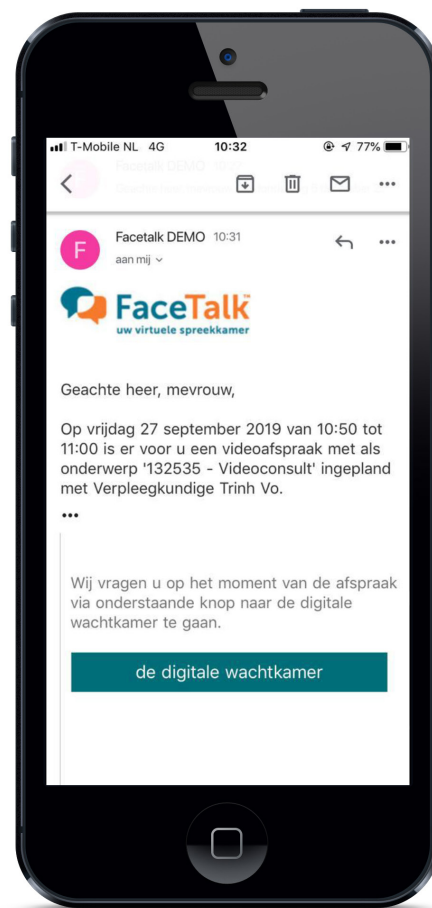 T-Mobile NL 4G 10:32 77%
Facetalk DEMO
Facetalk DEMO 10:31
F
aan mij
FaceTalk™
uw virtuele spreekkamer
Geachte heer, mevrouw,
Op vrijdag 27 september 2019 van 10:50 tot
11:00 is er voor u een videoafspraak met als
onderwerp '132535 - Videoconsult' ingepland
met Verpleegkundige Trinh Vo.
Wij vragen u op het moment van de afspraak
via onderstaande knop naar de digitale
wachtkamer te gaan.
de digitale wachtkamer